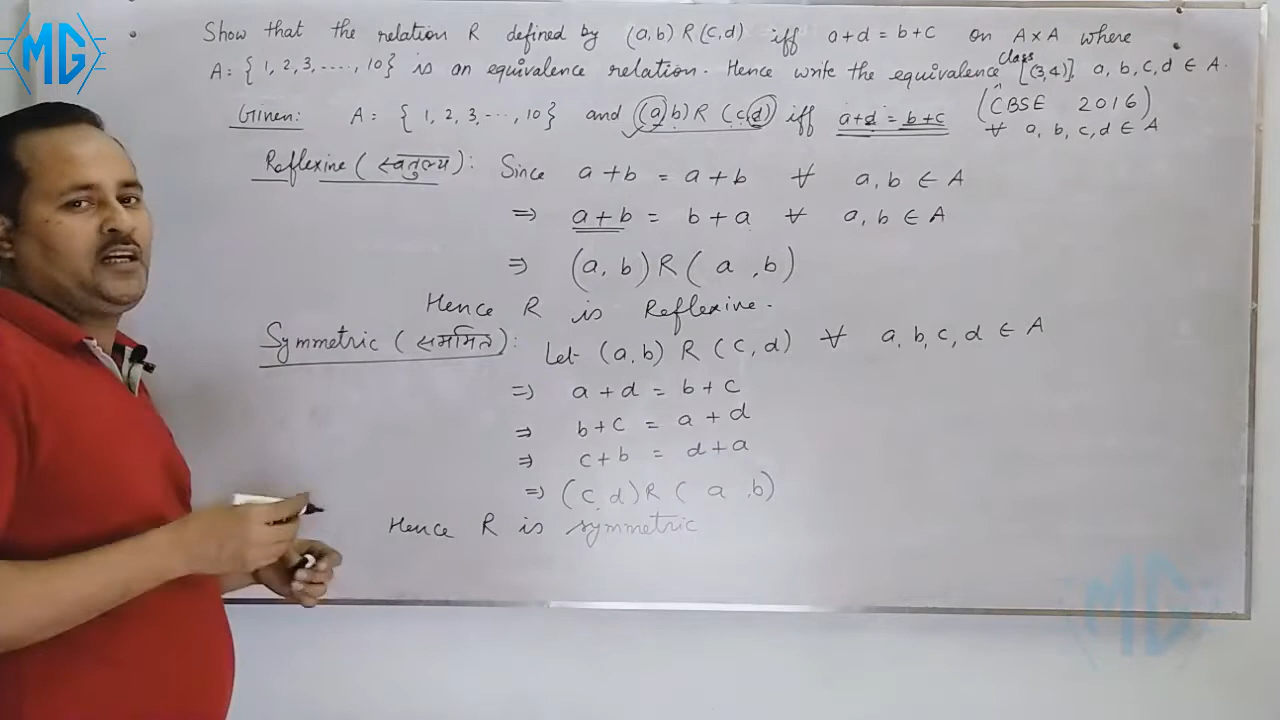 MG
Show that the relation R defined by (a,b) R (c,d) iff a+d = b+c on A×A where
A: { 1, 2, 3, ....., 10} is an equivalence relation. Hence write the equivalence class [(3,4)], a, b, c, d ∈ A.
Given: A: { 1, 2, 3, ..., 10 } and (a, b) R (c, d) iff a+d = b+c (CBSE 2016)
∀ a, b, c, d ∈ A
Reflexive (स्वतुल्य): Since a + b = a + b ∀ a, b ∈ A
⇒ a + b = b + a ∀ a, b ∈ A
⇒ (a, b) R ( a , b)
Hence R is Reflexive.
Symmetric (सममित): Let (a, b) R (c, d) ∀ a, b, c, d ∈ A
⇒ a + d = b + c
⇒ b + c = a + d
⇒ c + b = d + a
⇒ (c, d) R ( a , b)
Hence R is symmetric
MG